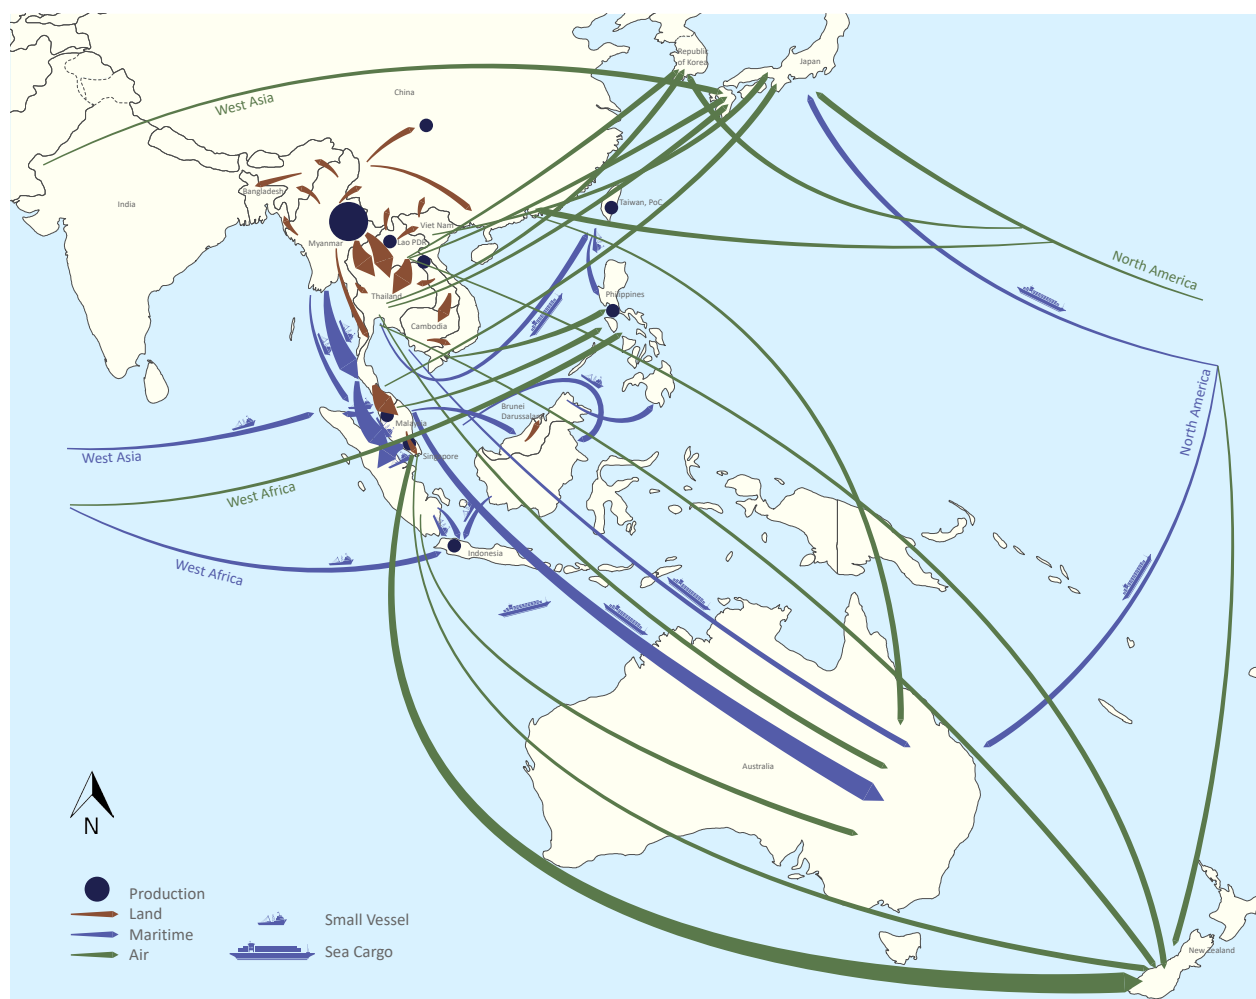 Republic
of Korea
Japan
West Asia
China
Bangladesh
India
Taiwan, PoC
Viet Nam
Myanmar
Lao PDR
North America
Thailand
Philippines
Cambodia
North America
Brunei
Darussalam
Malaysia
West Asia
Singapore
West Africa
Indonesia
West Africa
Australia
N
New Zealand
Production
Land
Small Vessel
Maritime
Sea Cargo
Air